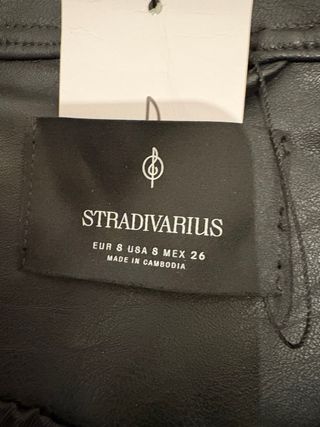 STRADIVARIUS
EUR S USA S MEX 26
MADE IN CAMBODIA